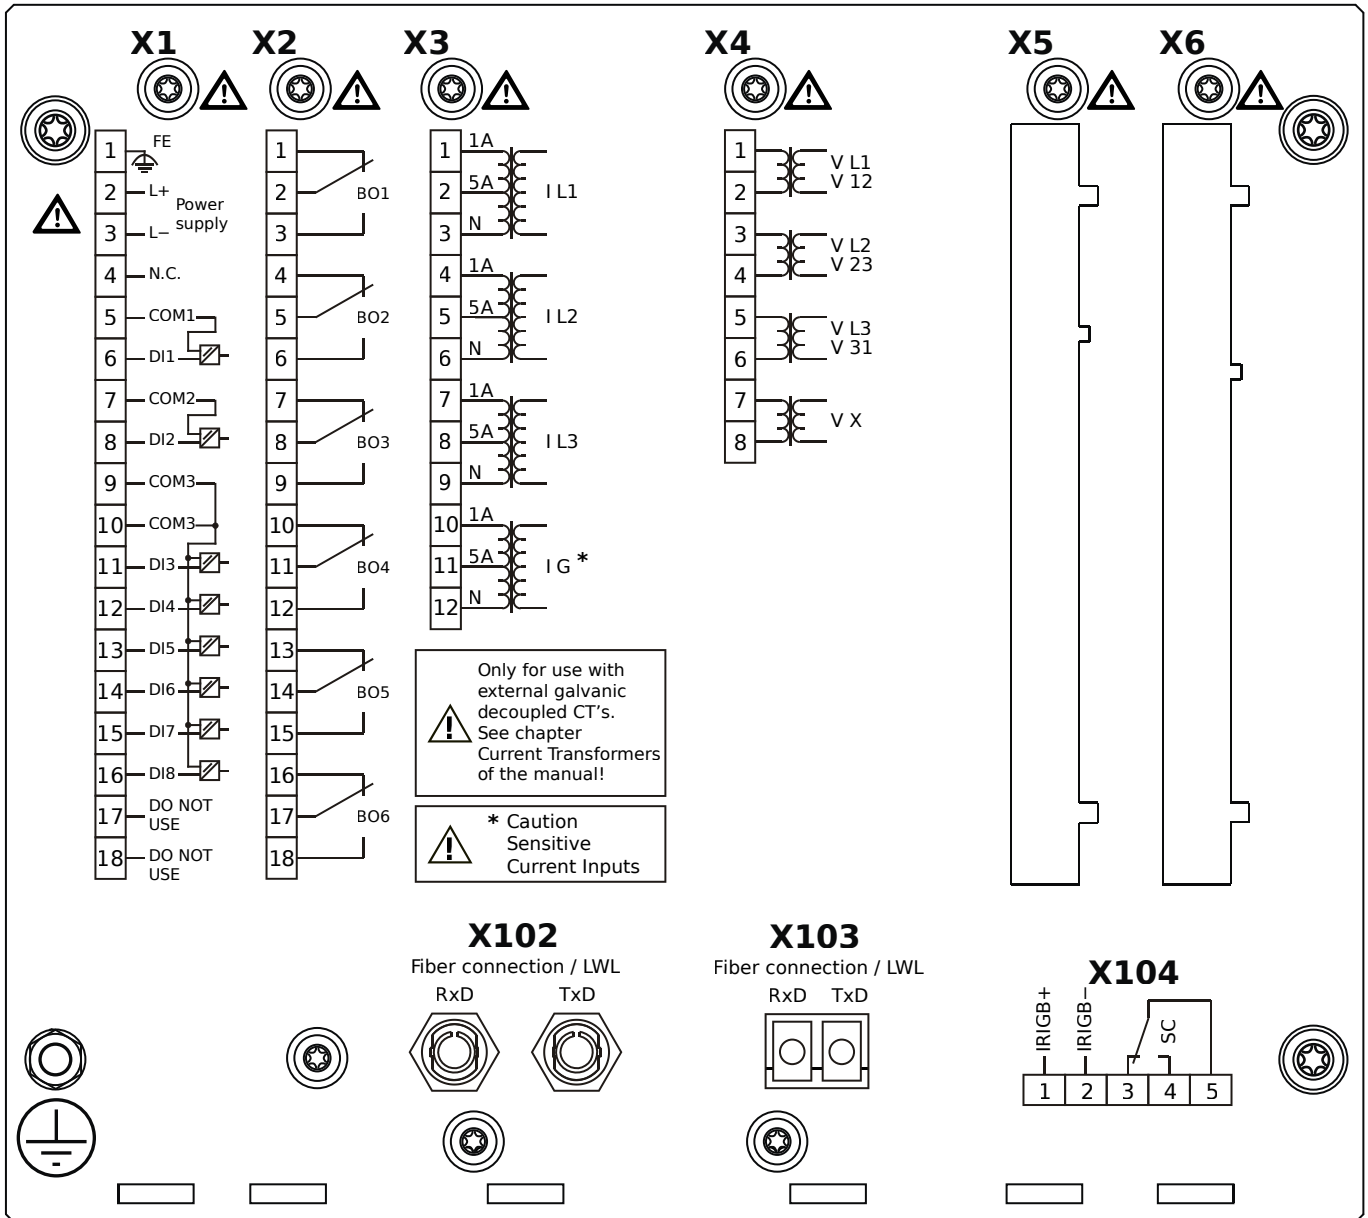 X1
X2
X3
X4
X5
X6
1 FE
2 L+
Power
supply
3 L−
4 N.C.
5 COM1
6 DI1
7 COM2
8 DI2
9 COM3
10 COM3
11 DI3
12 DI4
13 DI5
14 DI6
15 DI7
16 DI8
17 DO NOT
USE
18 DO NOT
USE
1
2 BO1
3
4
5 BO2
6
7
8 BO3
9
10
11 BO4
12
13
14 BO5
15
16
17 BO6
18
1 1A
2 5A I L1
3 N
4 1A
5 5A I L2
6 N
7 1A
8 5A I L3
9 N
10 1A
11 5A I G *
12 N
Only for use with
external galvanic
decoupled CT's.
See chapter
Current Transformers
of the manual!
* Caution
Sensitive
Current Inputs
1 V L1
2 V 12
3 V L2
4 V 23
5 V L3
6 V 31
7 V X
8
X102
Fiber connection / LWL
RxD TxD
X103
Fiber connection / LWL
RxD TxD
X104
IRIGB+
IRIGB−
SC
1 2 3 4 5